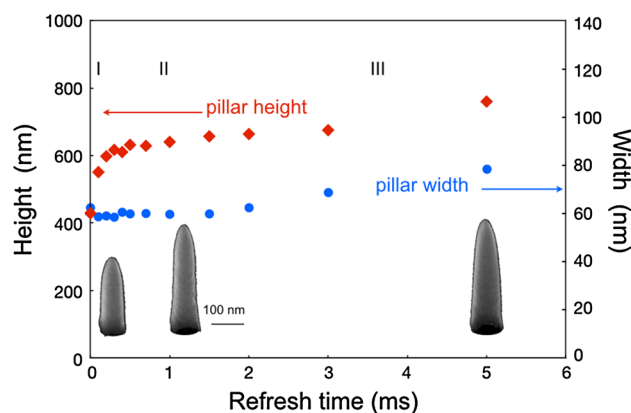 1000
800
600
400
200
0
Height (nm)
I
II
III
pillar height
pillar width
100 nm
140
120
100
80
60
40
20
0
Width (nm)
0
1
2
3
4
5
6
Refresh time (ms)